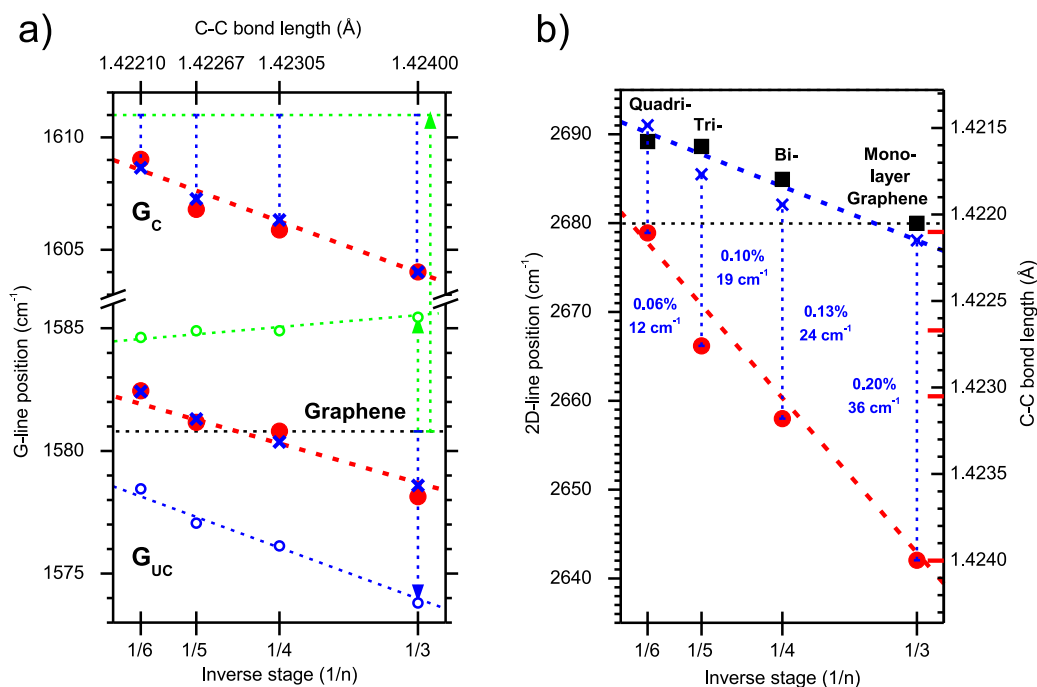 a)
C-C bond length (Å)
1.42210 1.42267 1.42305 1.42400
1610
1605
1585
1580
1575
G-line position (cm⁻¹)
G_C
Graphene
G_UC
1/6 1/5 1/4 1/3
Inverse stage (1/n)
b)
2690
2680
2670
2660
2650
2640
2D-line position (cm⁻¹)
Quadri-
Tri-
Bi-
Mono-
layer
Graphene
0.06%
12 cm⁻¹
0.10%
19 cm⁻¹
0.13%
24 cm⁻¹
0.20%
36 cm⁻¹
1.4215
1.4220
1.4225
1.4230
1.4235
1.4240
C-C bond length (Å)
1/6 1/5 1/4 1/3
Inverse stage (1/n)